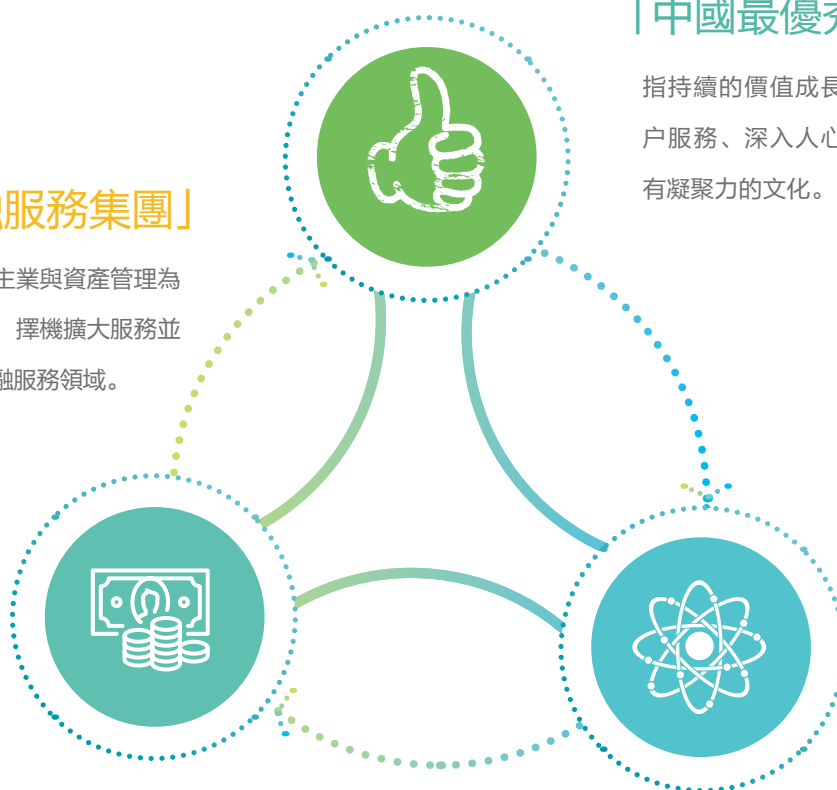 「中國最優
指持續的價值成長
户服務、深入人心
有凝聚力的文化。
服務集團」
主業與資產管理為
擇機擴大服務並
融服務領域。